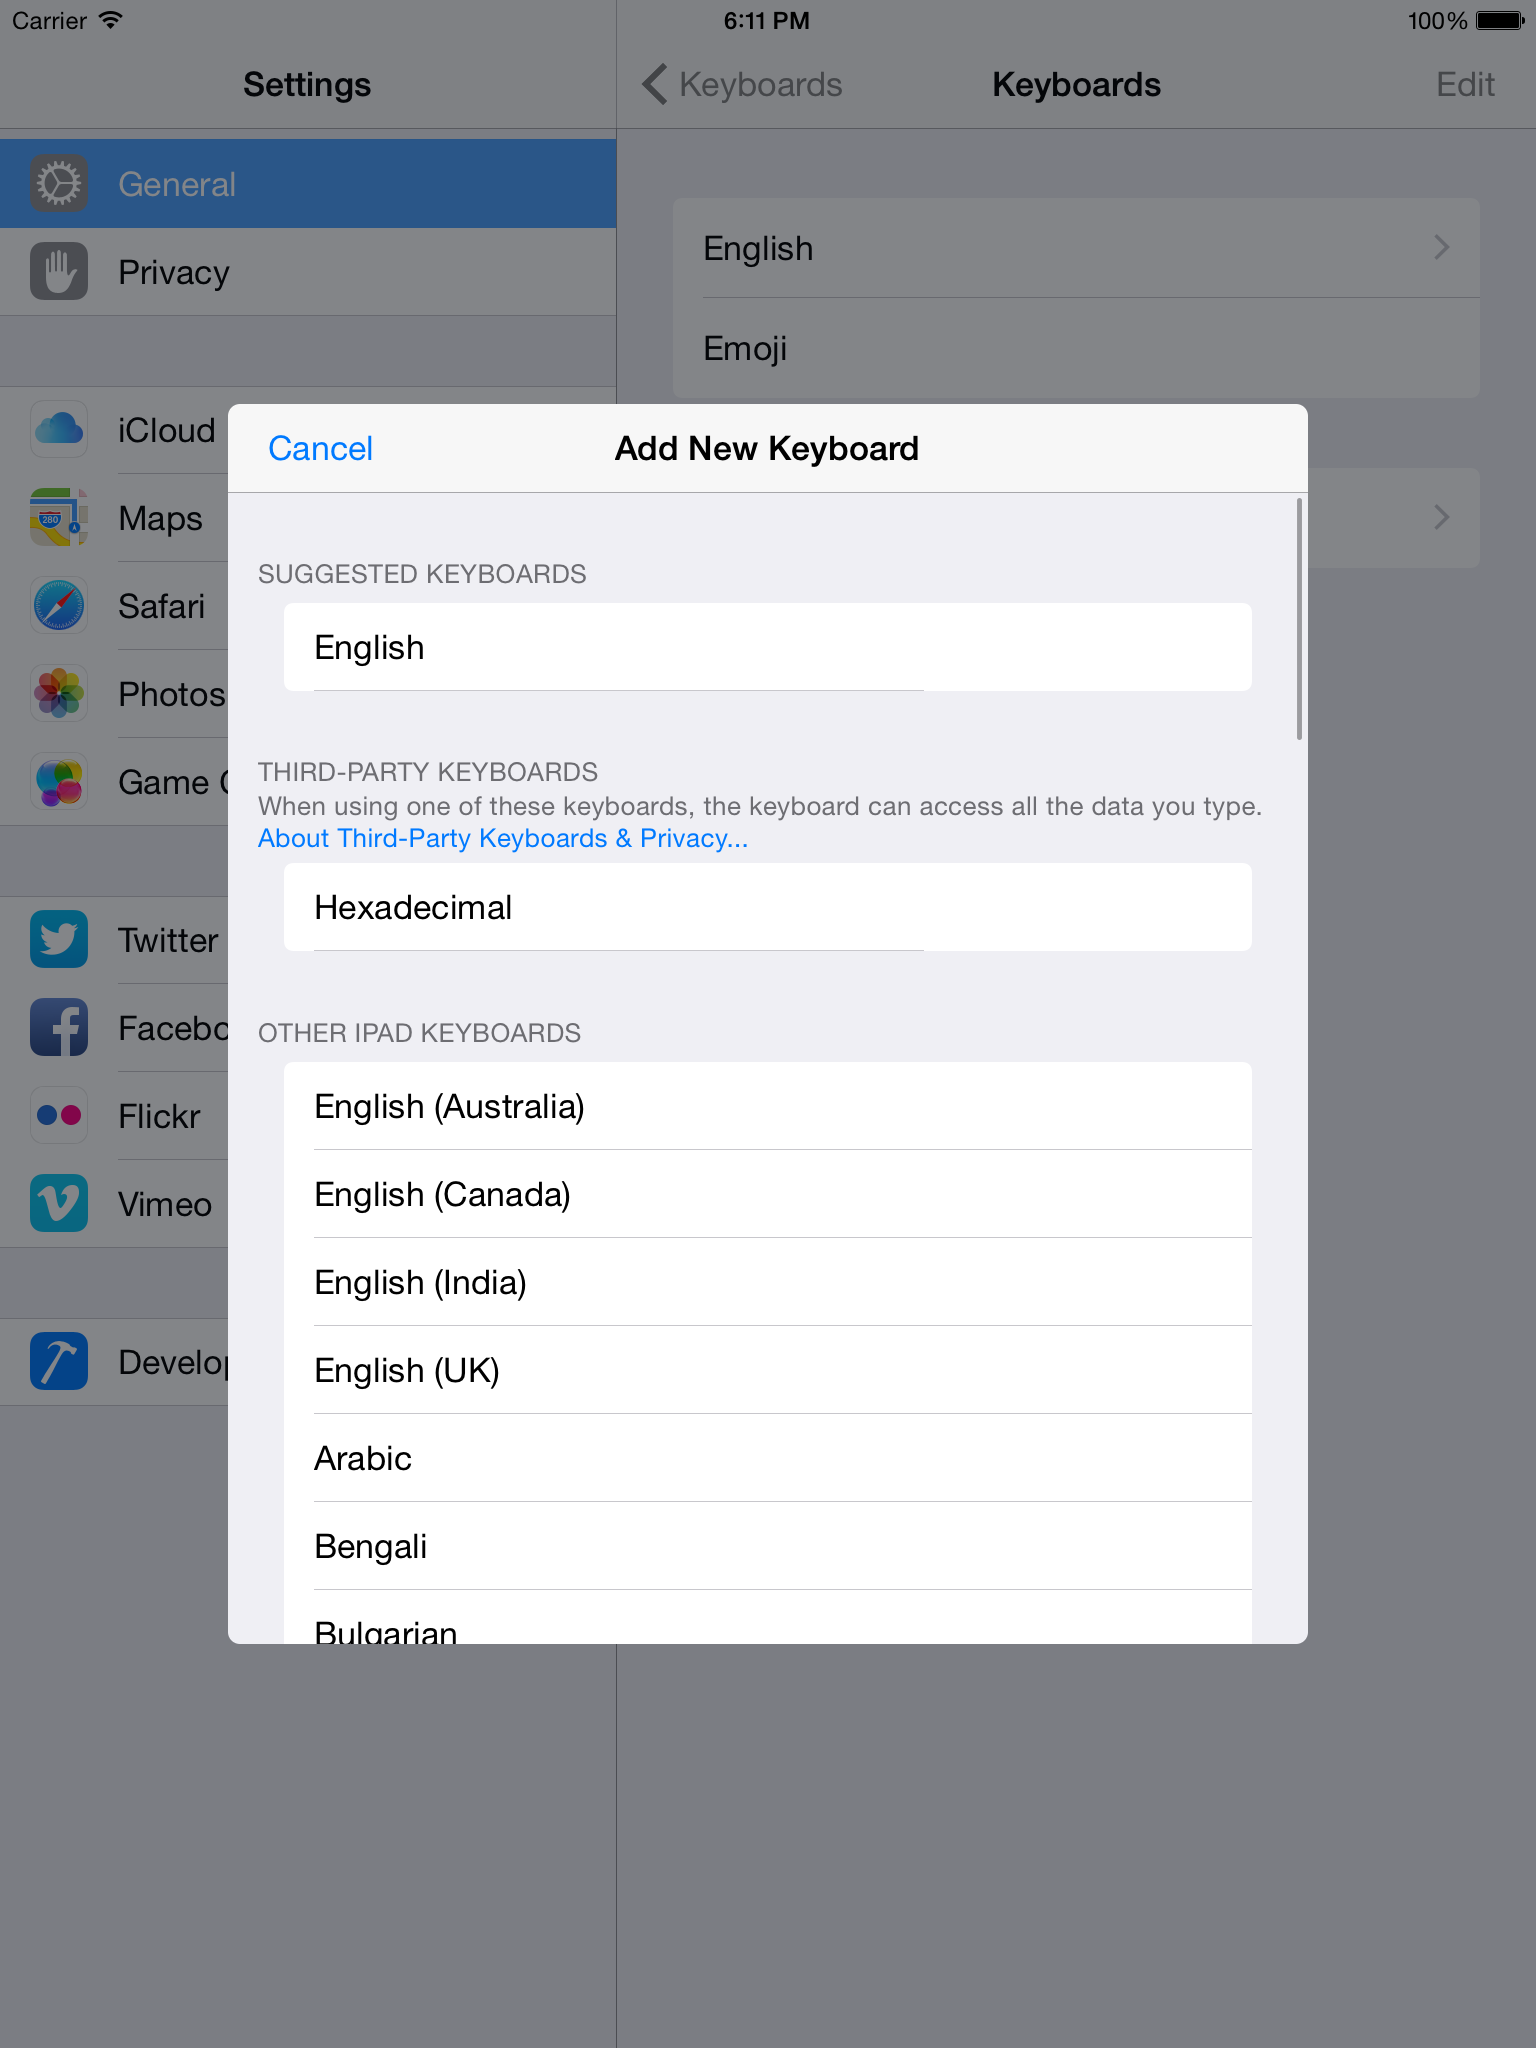 Carrier
6:11 PM
100%
Settings
Keyboards
Keyboards
Edit
General
Privacy
iCloud
Maps
280
Safari
Photos
Game
Twitter
Facebo
Flickr
Vimeo
Develop
English
Emoji
Cancel
Add New Keyboard
SUGGESTED KEYBOARDS
English
THIRD-PARTY KEYBOARDS
When using one of these keyboards, the keyboard can access all the data you type.
About Third-Party Keyboards & Privacy...
Hexadecimal
OTHER IPAD KEYBOARDS
English (Australia)
English (Canada)
English (India)
English (UK)
Arabic
Bengali
Bulgarian